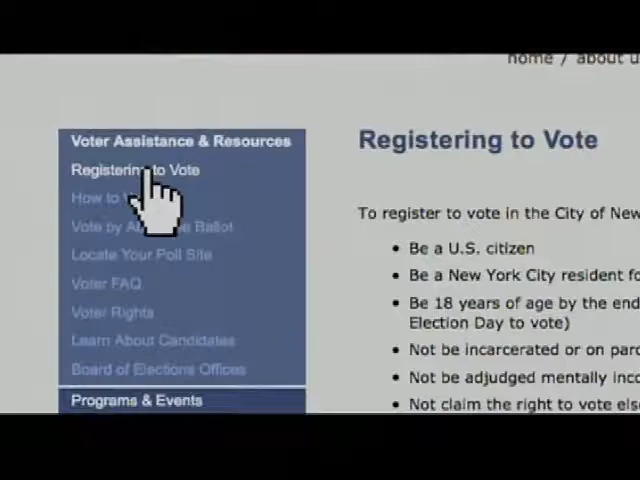 home / about u
Voter Assistance & Resources
Registering to Vote
How to
Vote by Ballot
Locate Your Poll Site
Voter FAQ
Voter Rights
Learn About Candidates
Board of Elections Offices
Programs & Events
Registering to Vote
To register to vote in the City of New
• Be a U.S. citizen
• Be a New York City resident fo
• Be 18 years of age by the end
Election Day to vote)
• Not be incarcerated or on paro
• Not be adjudged mentally inco
• Not claim the right to vote else